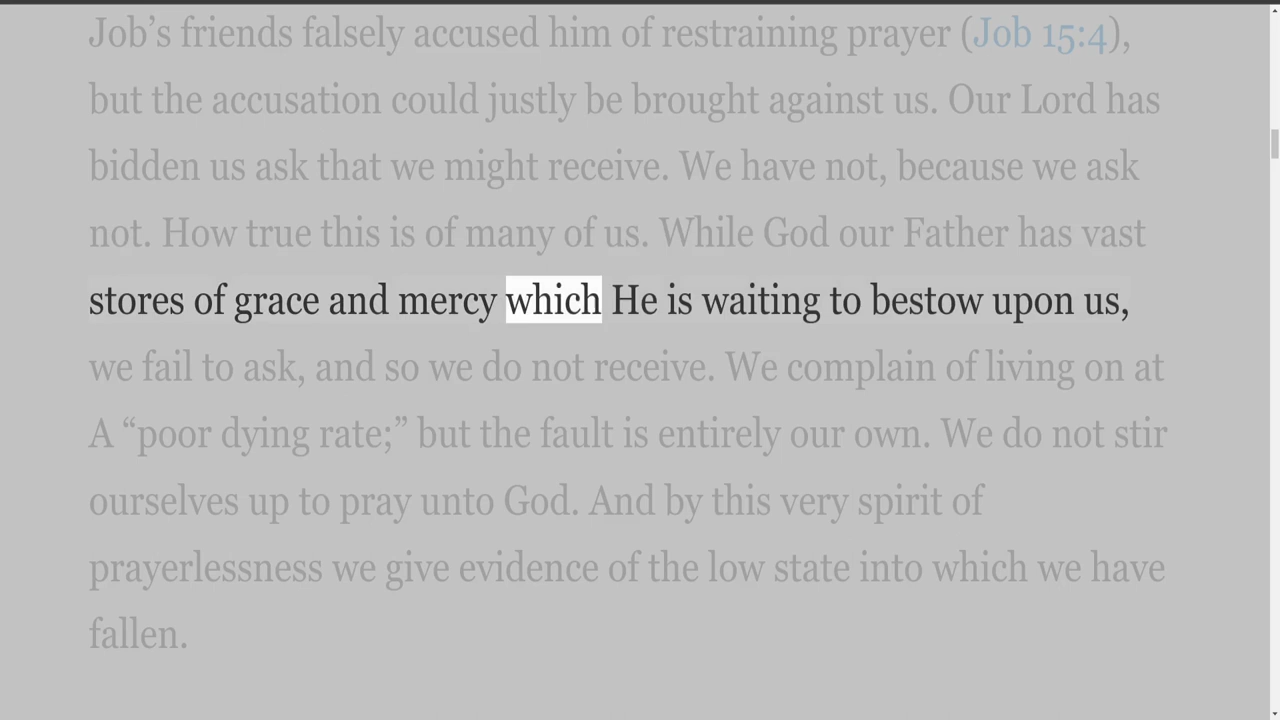 Job’s friends falsely accused him of restraining prayer (Job 15:4),
but the accusation could justly be brought against us. Our Lord has
bidden us ask that we might receive. We have not, because we ask
not. How true this is of many of us. While God our Father has vast
stores of grace and mercy which He is waiting to bestow upon us,
we fail to ask, and so we do not receive. We complain of living on at
A “poor dying rate;” but the fault is entirely our own. We do not stir
ourselves up to pray unto God. And by this very spirit of
prayerlessness we give evidence of the low state into which we have
fallen.